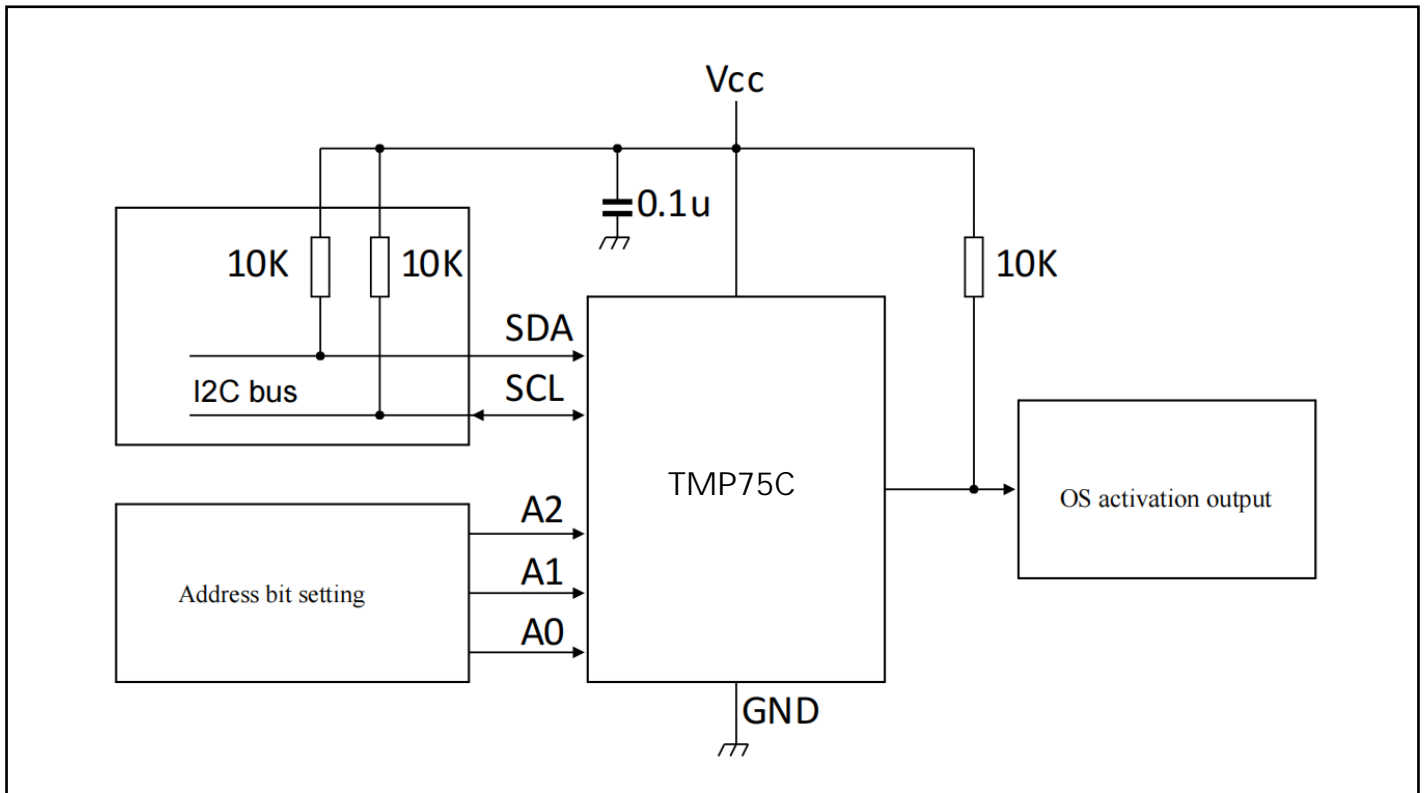 Vcc
0.1u
10K
10K
10K
SDA
I2C bus
SCL
TMP75C
OS activation output
A2
Address bit setting
A1
A0
GND